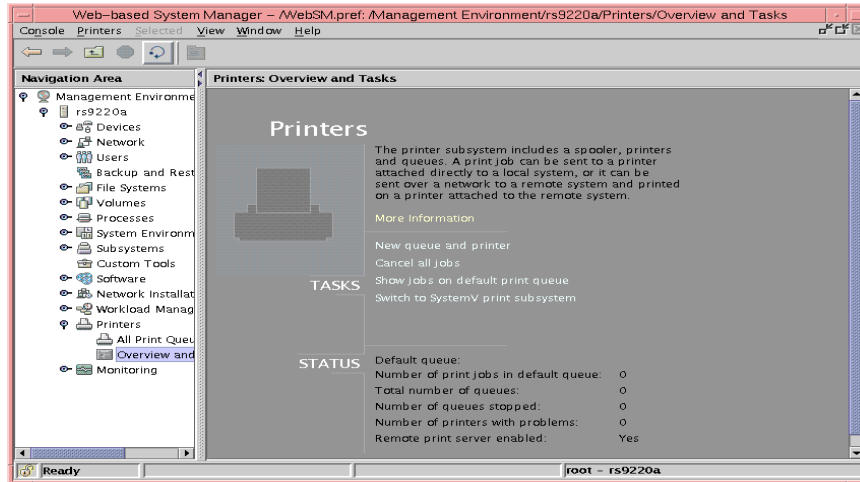 Web-based System Manager - /WebSM.pref: /Management Environment/rs9220a/Printers/Overview and Tasks
Console Printers Selected View Window Help
Navigation Area
Management Environme
rs9220a
Devices
Network
Users
Backup and Rest
File Systems
Volumes
Processes
System Environm
Subsystems
Custom Tools
Software
Network Installat
Workload Manag
Printers
All Print Queu
Overview and
Monitoring
Printers: Overview and Tasks
Printers
The printer subsystem includes a spooler, printers
and queues. A print job can be sent to a printer
attached directly to a local system, or it can be
sent over a network to a remote system and printed
on a printer attached to the remote system.
More Information
TASKS
New queue and printer
Cancel all jobs
Show jobs on default print queue
Switch to SystemV print subsystem
STATUS
Default queue:
Number of print jobs in default queue: 0
Total number of queues: 0
Number of queues stopped: 0
Number of printers with problems: 0
Remote print server enabled: Yes
Ready
root - rs9220a